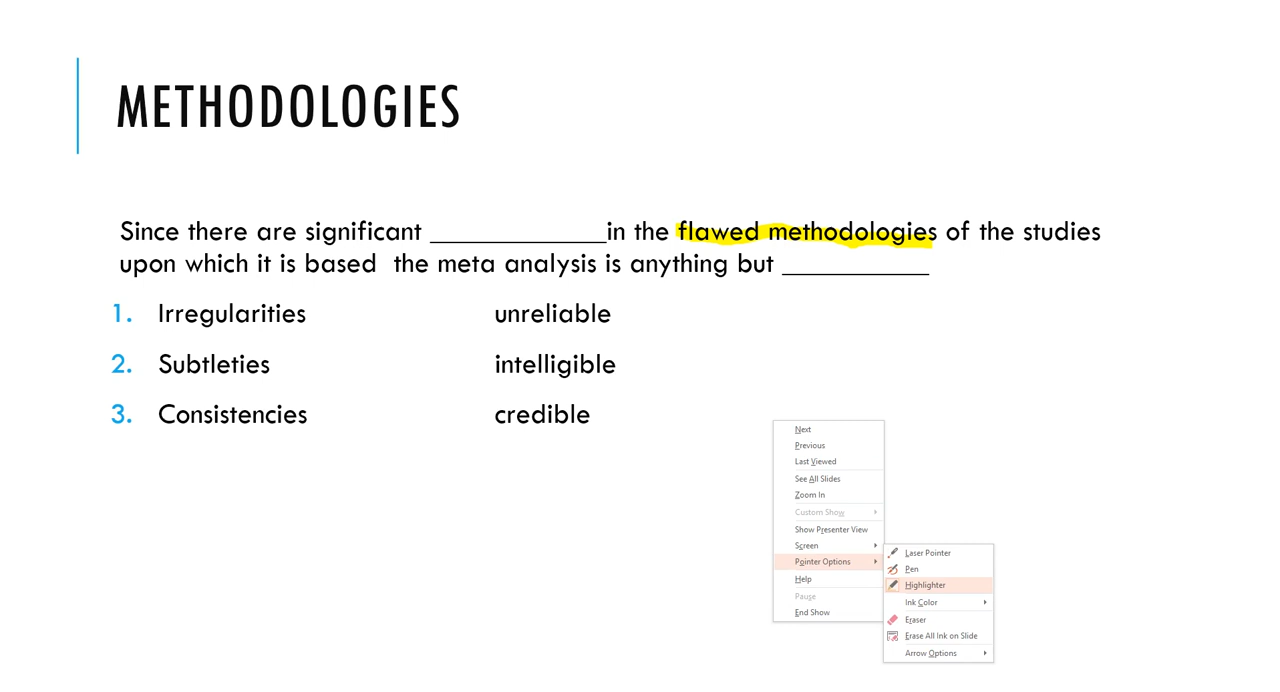 METHODOLOGIES
Since there are significant _____________in the flawed methodologies of the studies
upon which it is based  the meta analysis is anything but ___________
1. Irregularities unreliable
2. Subtleties intelligible
3. Consistencies credible
Next
Previous
Last Viewed
See All Slides
Zoom In
Custom Show
Show Presenter View
Screen
Pointer Options
Help
Pause
End Show
Laser Pointer
Pen
Highlighter
Ink Color
Eraser
Erase All Ink on Slide
Arrow Options